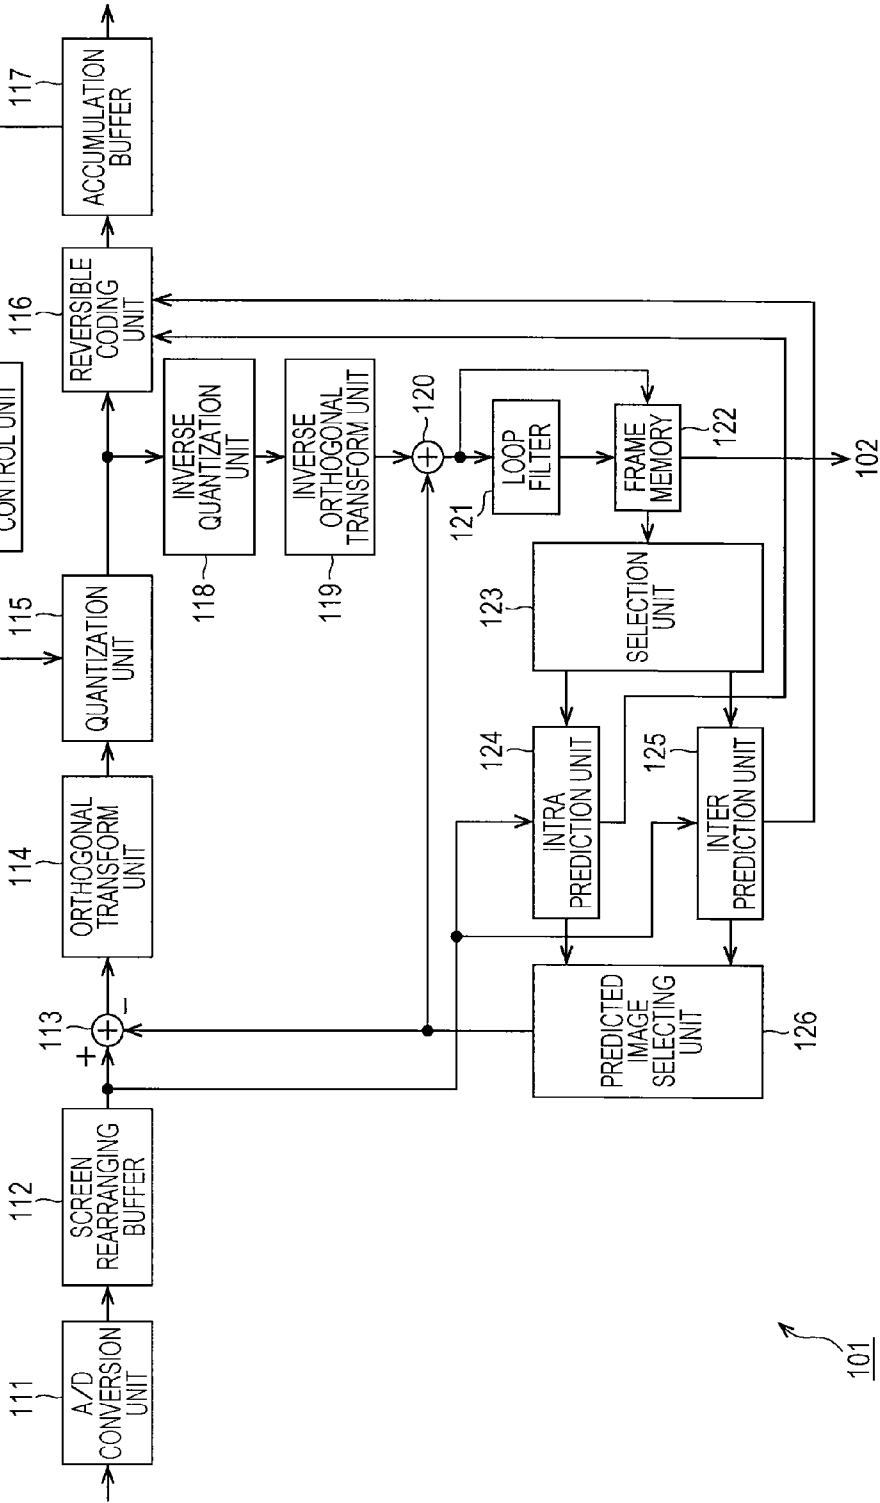 CONTROL UNIT
111
A/D
CONVERSION
UNIT
112
SCREEN
REARRANGING
BUFFER
113
+
−
114
ORTHOGONAL
TRANSFORM
UNIT
115
QUANTIZATION
UNIT
116
REVERSIBLE
CODING
UNIT
117
ACCUMULATION
BUFFER
INVERSE
QUANTIZATION
UNIT
118
INVERSE
ORTHOGONAL
TRANSFORM UNIT
119
120
121
LOOP
FILTER
FRAME
MEMORY
122
102
123
SELECTION
UNIT
124
INTRA
PREDICTION UNIT
125
INTER
PREDICTION UNIT
PREDICTED
IMAGE
SELECTING
UNIT
126
101